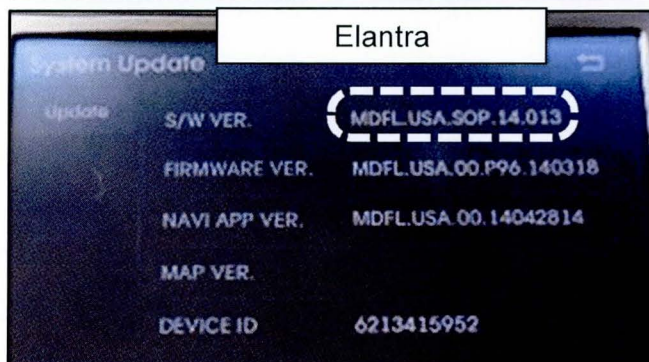 Elantra
System Update
Update
S/W VER. MDFL.USA.SOP.14.013
FIRMWARE VER. MDFL.USA.00.P96.140318
NAVI APP VER. MDFL.USA.00.14042814
MAP VER.
DEVICE ID 6213415952